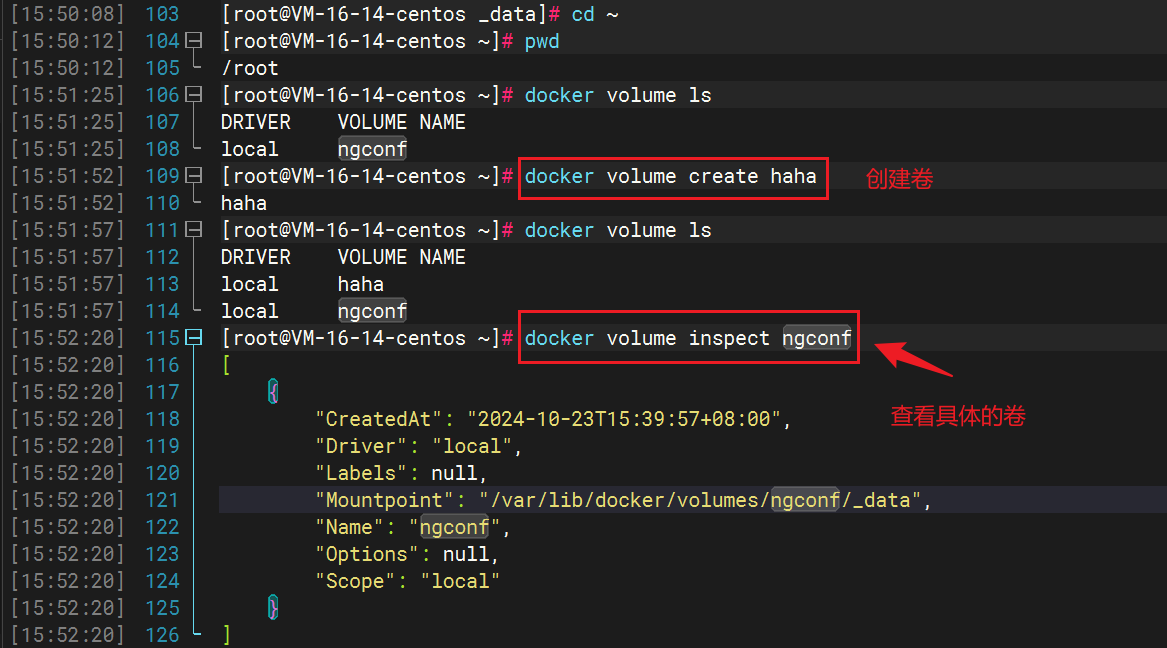 [15:50:08] 103 [root@VM-16-14-centos _data]# cd ~
[15:50:12] 104 [root@VM-16-14-centos ~]# pwd
[15:50:12] 105 /root
[15:51:25] 106 [root@VM-16-14-centos ~]# docker volume ls
[15:51:25] 107 DRIVER    VOLUME NAME
[15:51:25] 108 local     ngconf
[15:51:52] 109 [root@VM-16-14-centos ~]# docker volume create haha 创建卷
[15:51:52] 110 haha
[15:51:57] 111 [root@VM-16-14-centos ~]# docker volume ls
[15:51:57] 112 DRIVER    VOLUME NAME
[15:51:57] 113 local     haha
[15:51:57] 114 local     ngconf
[15:52:20] 115 [root@VM-16-14-centos ~]# docker volume inspect ngconf
[15:52:20] 116 [
[15:52:20] 117     {
[15:52:20] 118         "CreatedAt": "2024-10-23T15:39:57+08:00",
查看具体的卷
[15:52:20] 119         "Driver": "local",
[15:52:20] 120         "Labels": null,
[15:52:20] 121         "Mountpoint": "/var/lib/docker/volumes/ngconf/_data",
[15:52:20] 122         "Name": "ngconf",
[15:52:20] 123         "Options": null,
[15:52:20] 124         "Scope": "local"
[15:52:20] 125     }
[15:52:20] 126 ]